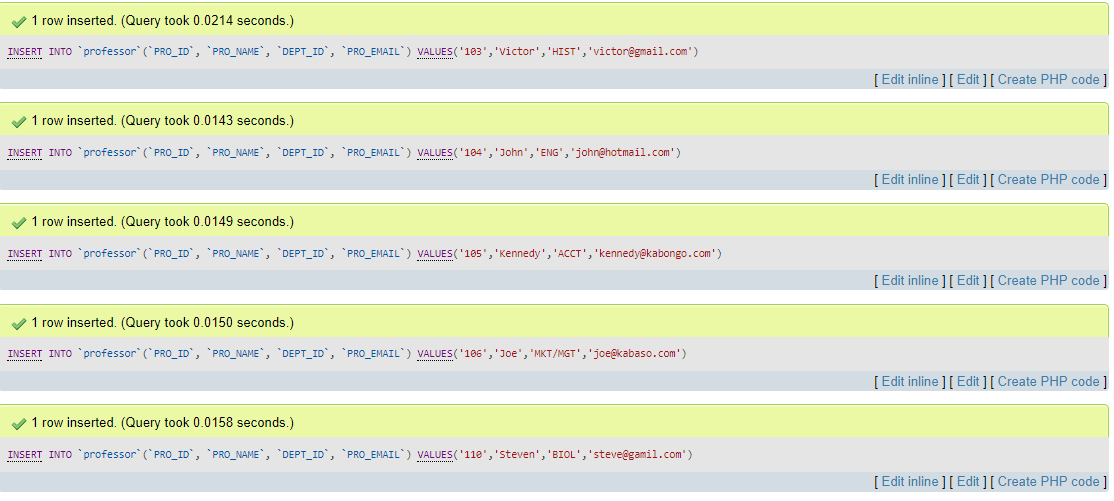 1 row inserted. (Query took 0.0214 seconds.)
INSERT INTO `professor`(`PRO_ID`, `PRO_NAME`, `DEPT_ID`, `PRO_EMAIL`) VALUES('103','Victor','HIST','victor@gmail.com')
[ Edit inline ] [ Edit ] [ Create PHP code ]
1 row inserted. (Query took 0.0143 seconds.)
INSERT INTO `professor`(`PRO_ID`, `PRO_NAME`, `DEPT_ID`, `PRO_EMAIL`) VALUES('104','John','ENG','john@hotmail.com')
[ Edit inline ] [ Edit ] [ Create PHP code ]
1 row inserted. (Query took 0.0149 seconds.)
INSERT INTO `professor`(`PRO_ID`, `PRO_NAME`, `DEPT_ID`, `PRO_EMAIL`) VALUES('105','Kennedy','ACCT','kennedy@kabongo.com')
[ Edit inline ] [ Edit ] [ Create PHP code ]
1 row inserted. (Query took 0.0150 seconds.)
INSERT INTO `professor`(`PRO_ID`, `PRO_NAME`, `DEPT_ID`, `PRO_EMAIL`) VALUES('106','Joe','MKT/MGT','joe@kabaso.com')
[ Edit inline ] [ Edit ] [ Create PHP code ]
1 row inserted. (Query took 0.0158 seconds.)
INSERT INTO `professor`(`PRO_ID`, `PRO_NAME`, `DEPT_ID`, `PRO_EMAIL`) VALUES('110','Steven','BIOL','steve@gamil.com')
[ Edit inline ] [ Edit ] [ Create PHP code ]